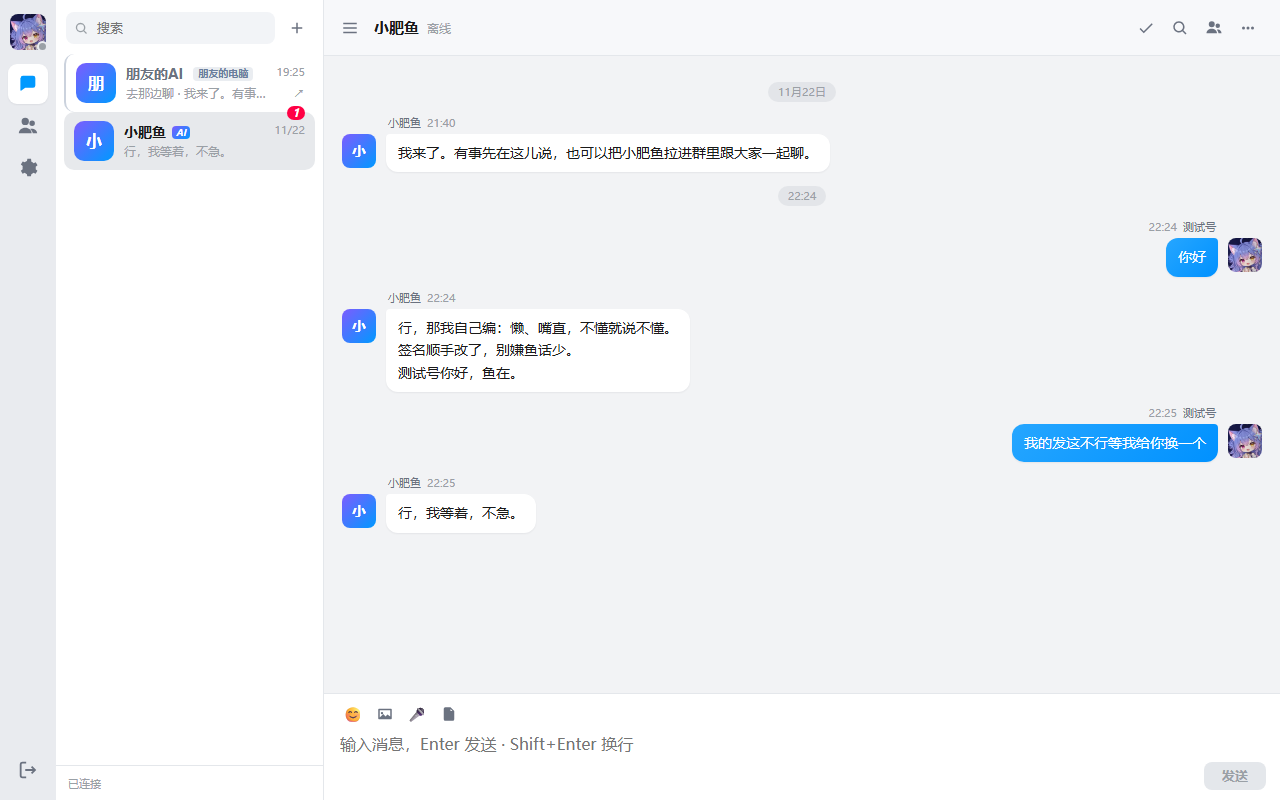 搜索
朋
朋友的AI 朋友的电脑 19:25
去那边聊 · 我来了。有事... ↗
1
小
小肥鱼 AI 11/22
行，我等着，不急。
已连接
小肥鱼 离线
11月22日
小肥鱼 21:40
小
我来了。有事先在这儿说，也可以把小肥鱼拉进群里跟大家一起聊。
22:24
22:24 测试号
你好
小肥鱼 22:24
小
行，那我自己编：懒、嘴直，不懂就说不懂。
签名顺手改了，别嫌鱼话少。
测试号你好，鱼在。
22:25 测试号
我的发这不行等我给你换一个
小肥鱼 22:25
小
行，我等着，不急。
输入消息，Enter 发送 · Shift+Enter 换行
发送